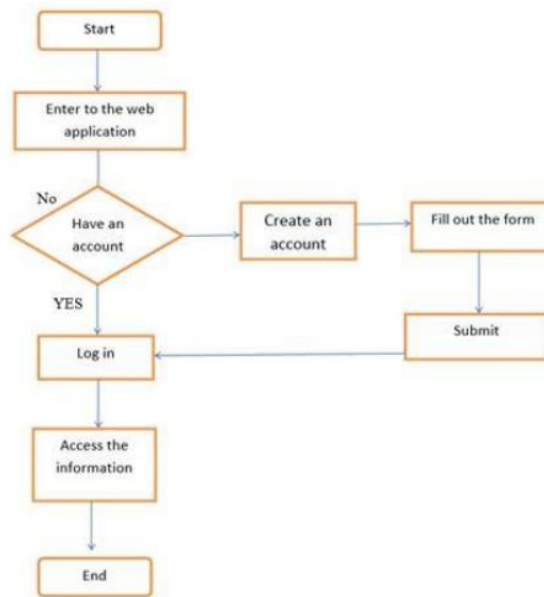 Start
Enter to the web
application
No
Have an
account
Create an
account
Fill out the form
YES
Submit
Log in
Access the
information
End